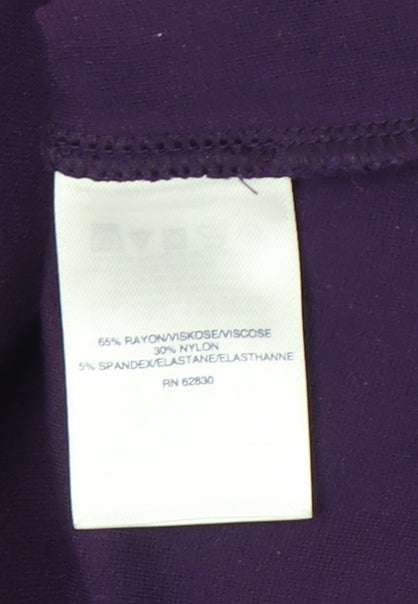 65% RAYON/VISKOSE/VISCOSE
30% NYLON
5% SPANDEX/ELASTANE/ELASTHANNE
RN 62830